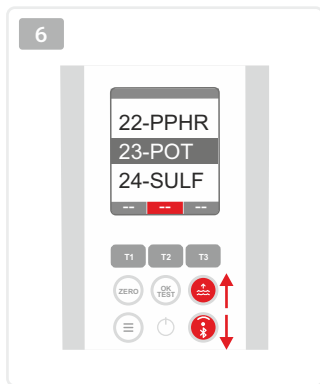 6
22-PPHR
23-POT
24-SULF
-- -- --
T1 T2 T3
ZERO OK
TEST